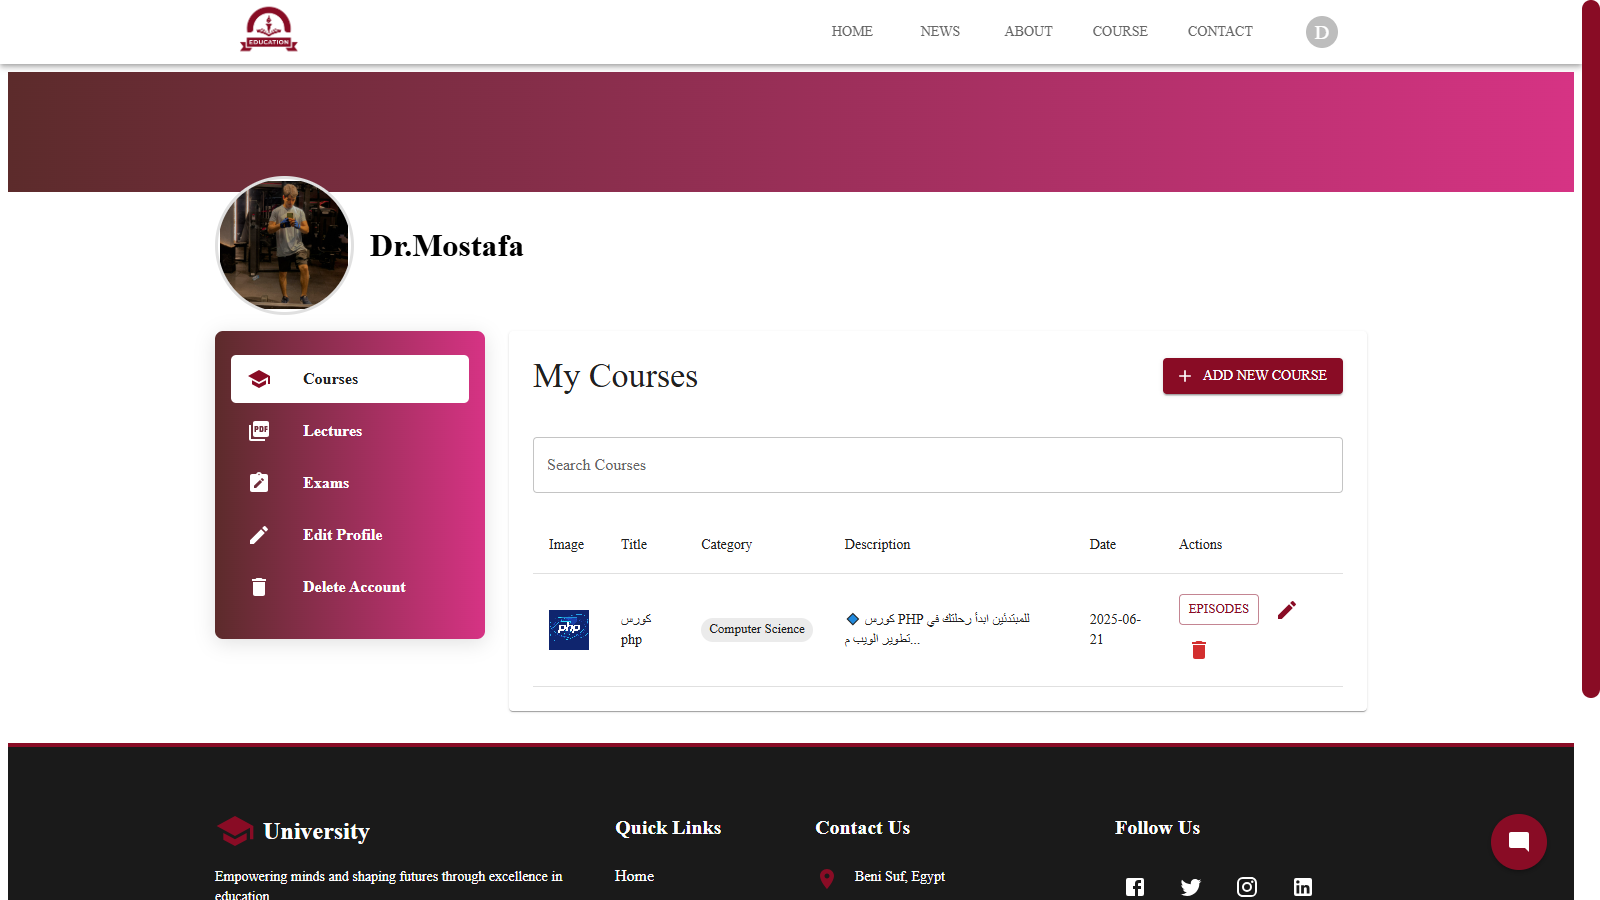 EDUCATION
HOME
NEWS
ABOUT
COURSE
CONTACT
D
Dr.Mostafa
Courses
PDF
Lectures
Exams
Edit Profile
Delete Account
My Courses
ADD NEW COURSE
Search Courses
Image
Title
Category
Description
Date
Actions
php
كورس
php
Computer Science
🔷 كورس PHP للمبتدئين ابدأ رحلتك في
تطوير الويب م...
2025-06-
21
EPISODES
University
Empowering minds and shaping futures through excellence in
education
Quick Links
Home
Contact Us
Beni Suf, Egypt
Follow Us